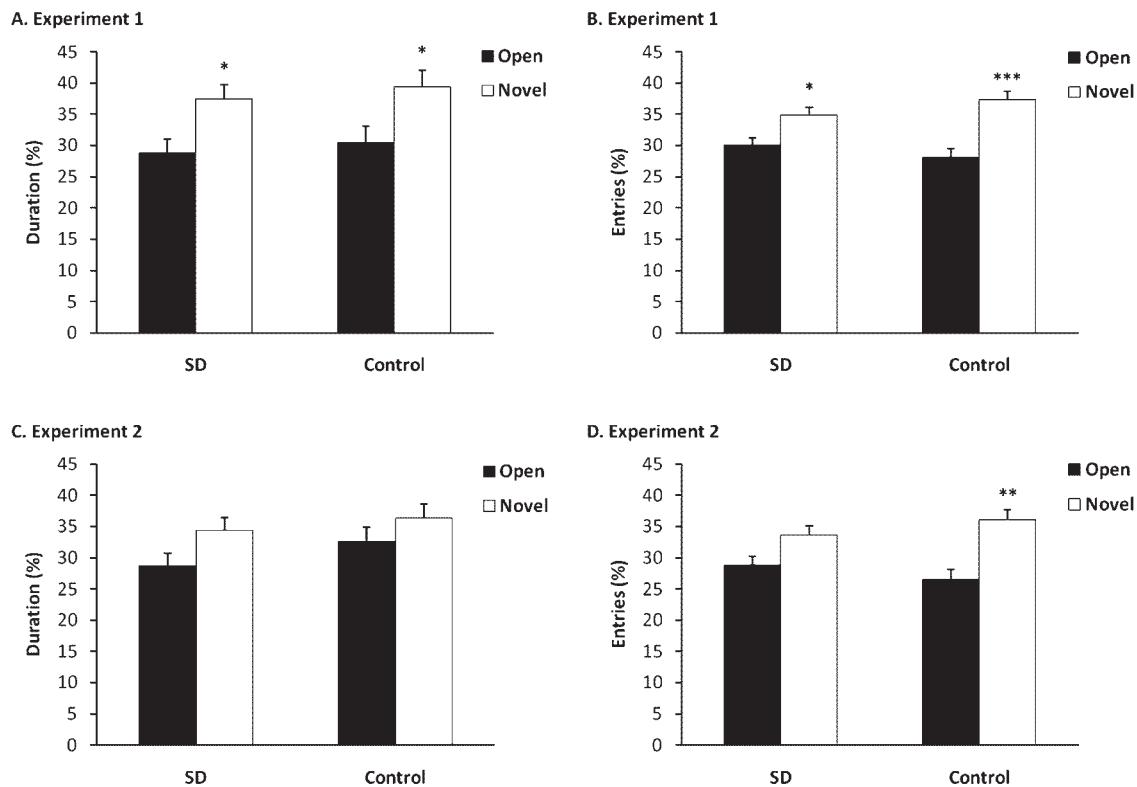 A. Experiment 1
45
40
35
30
25
20
15
10
5
0
Duration (%)
*
*
Open
Novel
SD
Control
B. Experiment 1
45
40
35
30
25
20
15
10
5
0
Entries (%)
*
***
Open
Novel
SD
Control
C. Experiment 2
45
40
35
30
25
20
15
10
5
0
Duration (%)
Open
Novel
SD
Control
D. Experiment 2
45
40
35
30
25
20
15
10
5
0
Entries (%)
**
Open
Novel
SD
Control